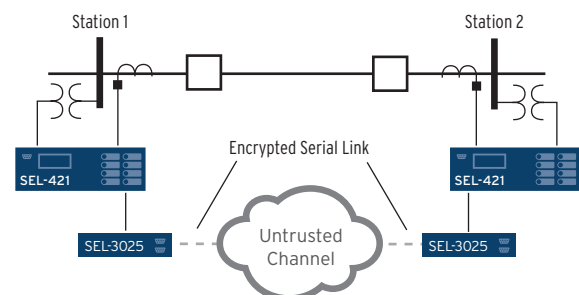 Station 1
Station 2
Encrypted Serial Link
SEL-421
SEL-421
SEL-3025
Untrusted
Channel
SEL-3025